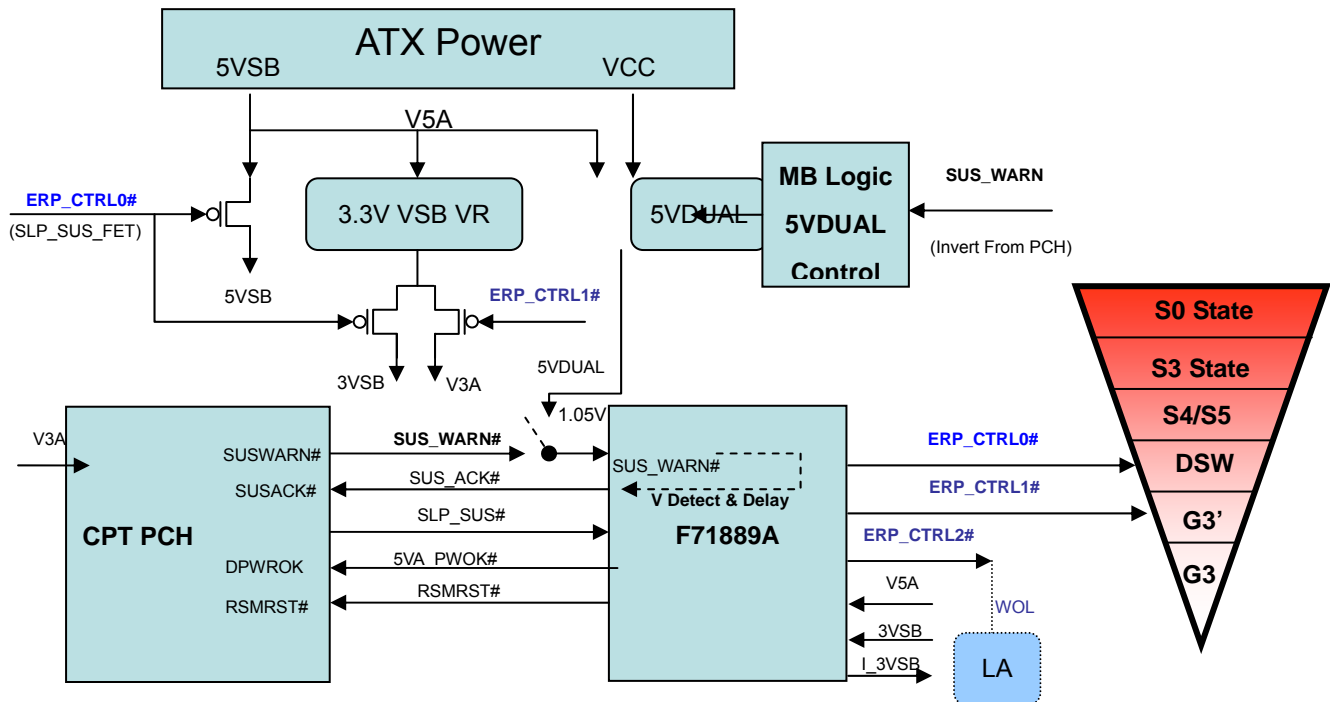 ATX Power
5VSB
VCC
V5A
ERP_CTRL0#
(SLP_SUS_FET)
3.3V VSB VR
5VDUAL
MB Logic
5VDUAL
Control
SUS_WARN
(Invert From PCH)
5VSB
ERP_CTRL1#
3VSB
V3A
5VDUAL
1.05V
S0 State
S3 State
S4/S5
DSW
G3'
G3
V3A
CPT PCH
SUSWARN#
SUSACK#
DPWROK
RSMRST#
SUS_WARN#
SUS_ACK#
SLP_SUS#
5VA_PWOK#
RSMRST#
SUS_WARN#
V Detect & Delay
F71889A
ERP_CTRL0#
ERP_CTRL1#
ERP_CTRL2#
V5A
WOL
3VSB
I_3VSB
LA